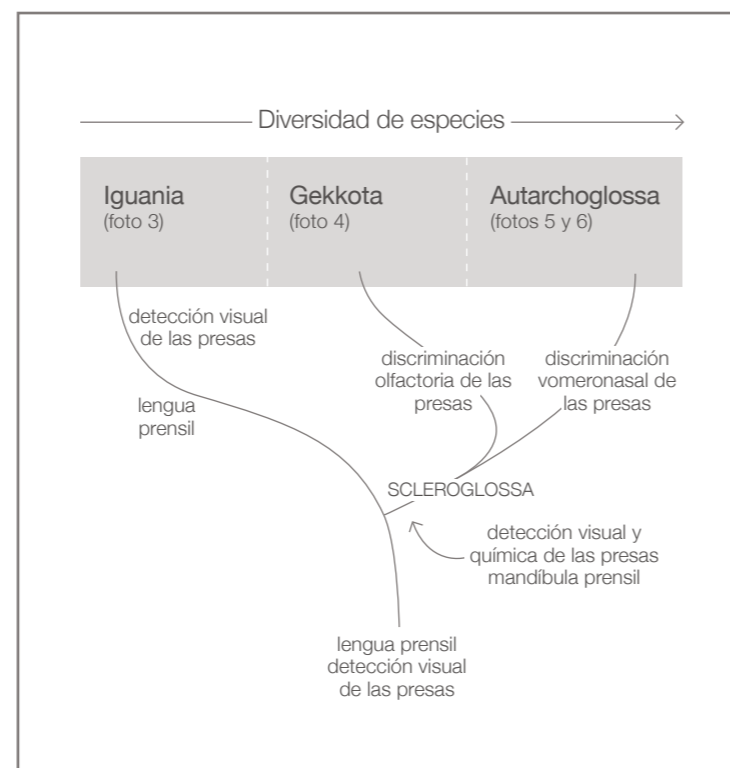 Diversidad de especies
Iguania
(foto 3)
Gekkota
(foto 4)
Autarchoglossa
(fotos 5 y 6)
detección visual
de las presas
lengua
prensil
discriminación
olfactoria de las
presas
discriminación
vomeronasal de
las presas
SCLEROGLOSSA
detección visual y
química de las presas
mandíbula prensil
lengua prensil
detección visual
de las presas